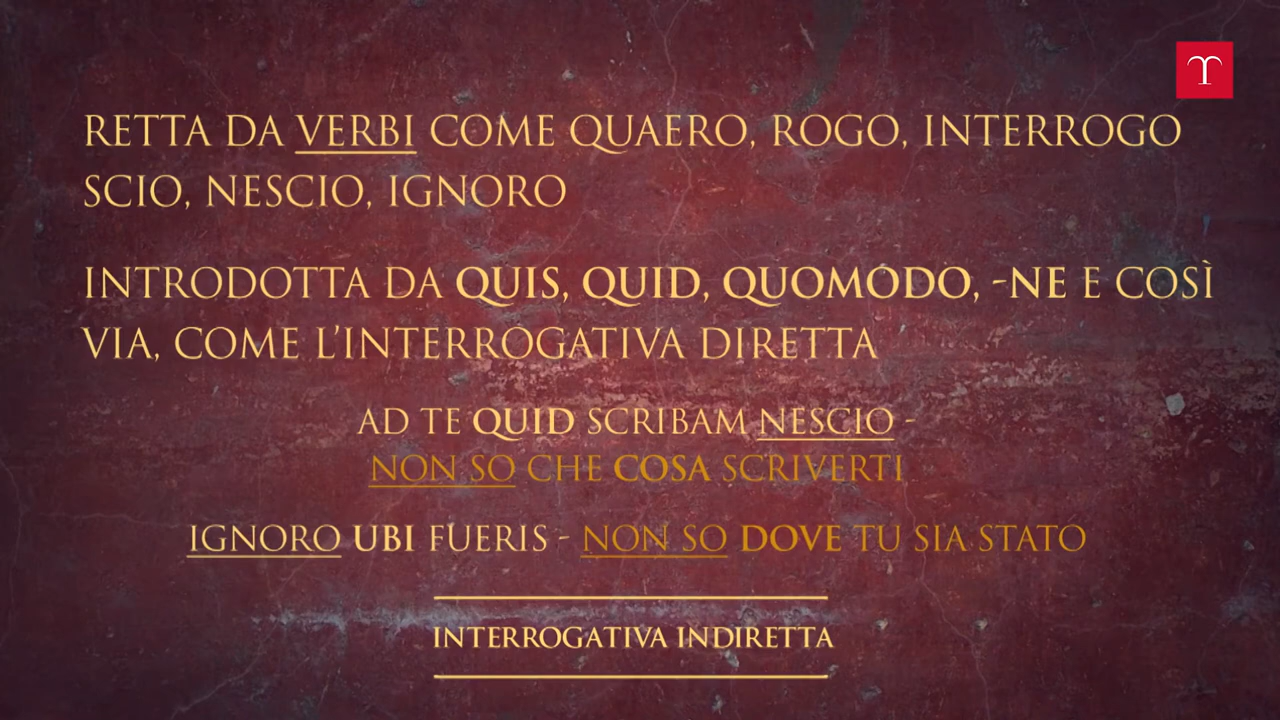 RETTA DA VERBI COME QUAERO, ROGO, INTERROGO
SCIO, NESCIO, IGNORO
INTRODOTTA DA QUIS, QUID, QUOMODO, -NE E COSÌ
VIA, COME L'INTERROGATIVA DIRETTA
AD TE QUID SCRIBAM NESCIO -
NON SO CHE COSA SCRIVERTI
IGNORO UBI FUERIS - NON SO DOVE TU SIA STATO
INTERROGATIVA INDIRETTA